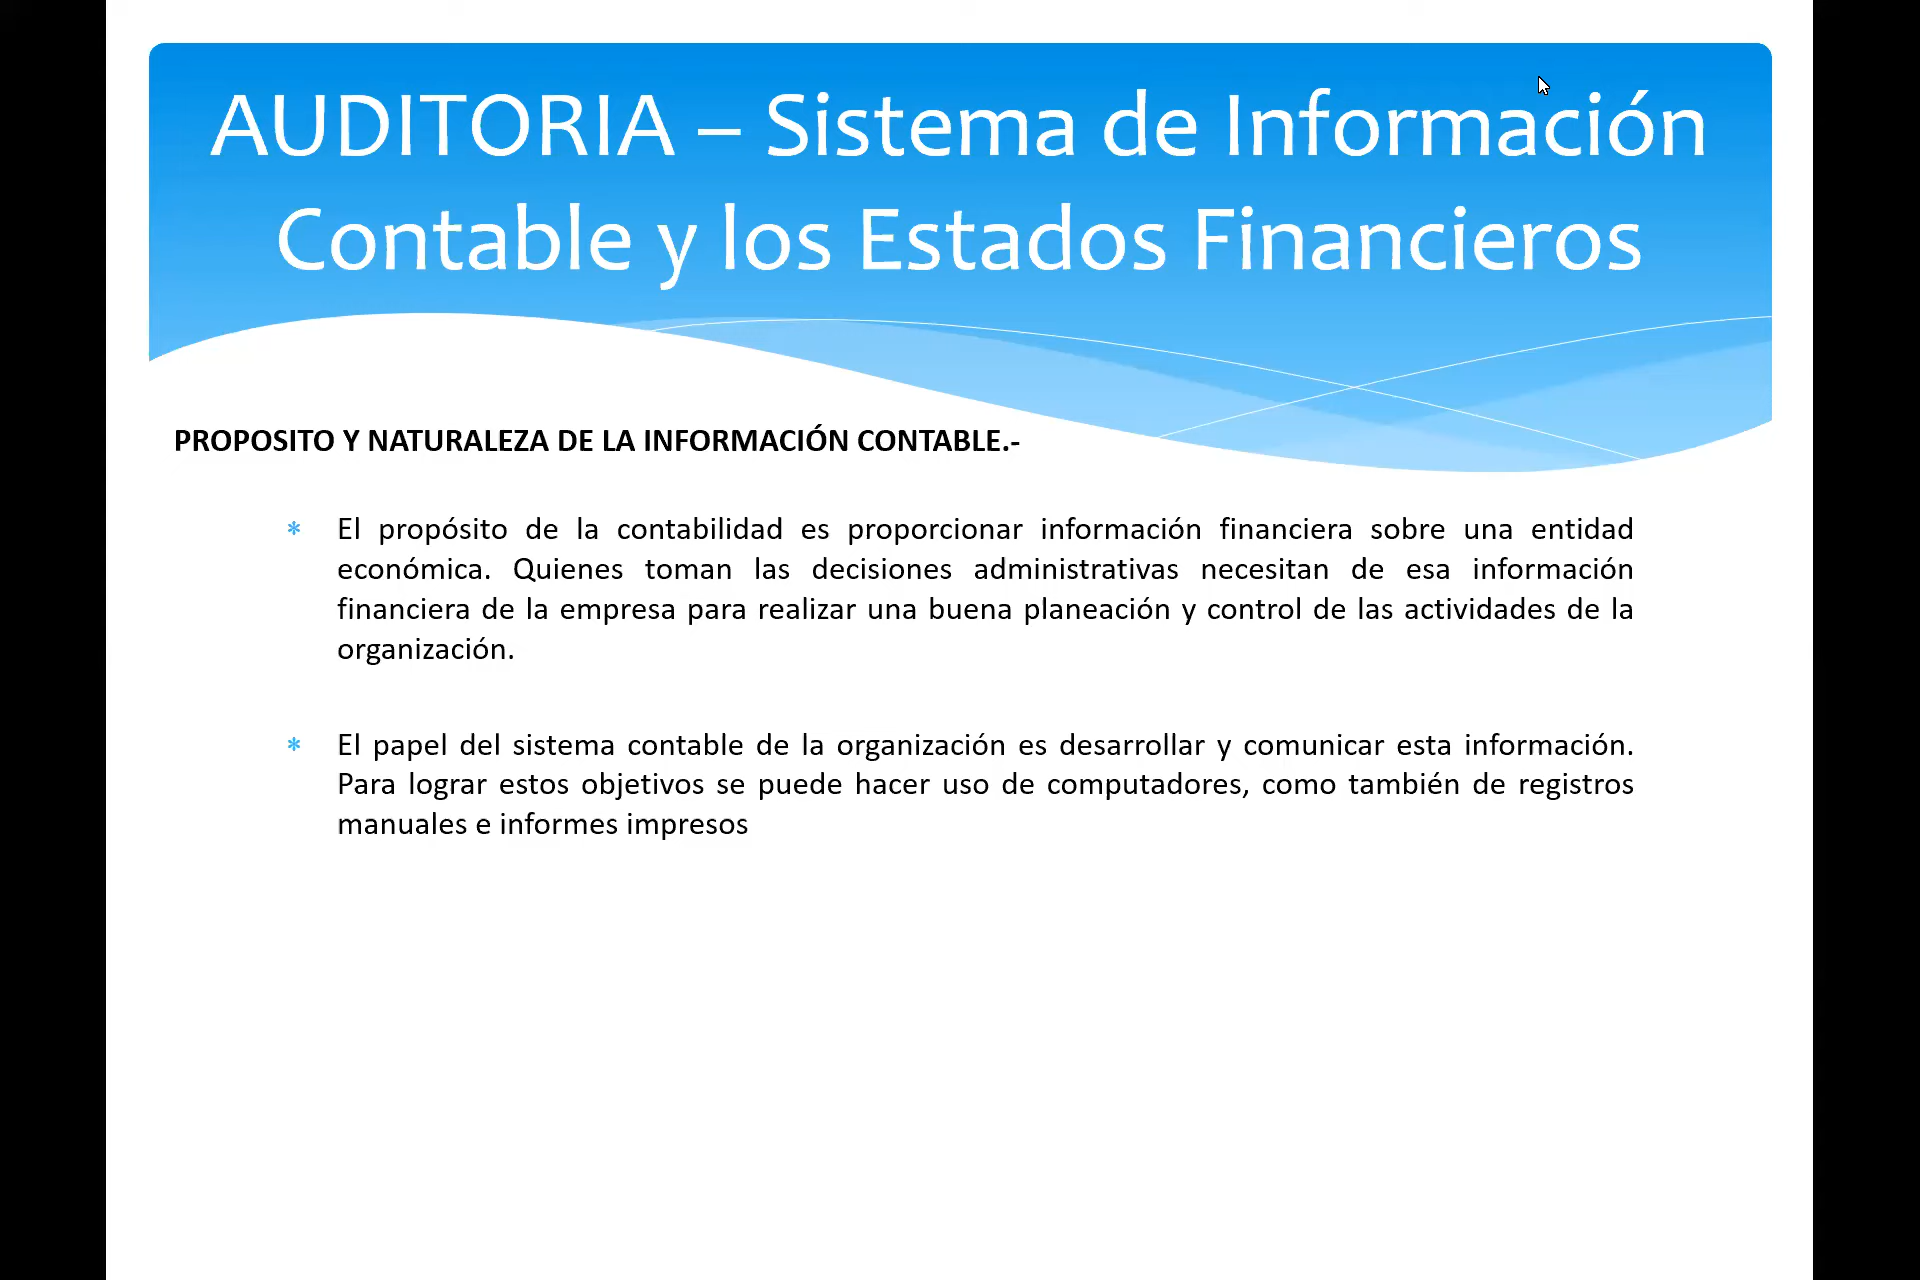 AUDITORIA – Sistema de Información
Contable y los Estados Financieros
PROPOSITO Y NATURALEZA DE LA INFORMACIÓN CONTABLE.-
* El propósito de la contabilidad es proporcionar información financiera sobre una entidad
económica. Quienes toman las decisiones administrativas necesitan de esa información
financiera de la empresa para realizar una buena planeación y control de las actividades de la
organización.
* El papel del sistema contable de la organización es desarrollar y comunicar esta información.
Para lograr estos objetivos se puede hacer uso de computadores, como también de registros
manuales e informes impresos